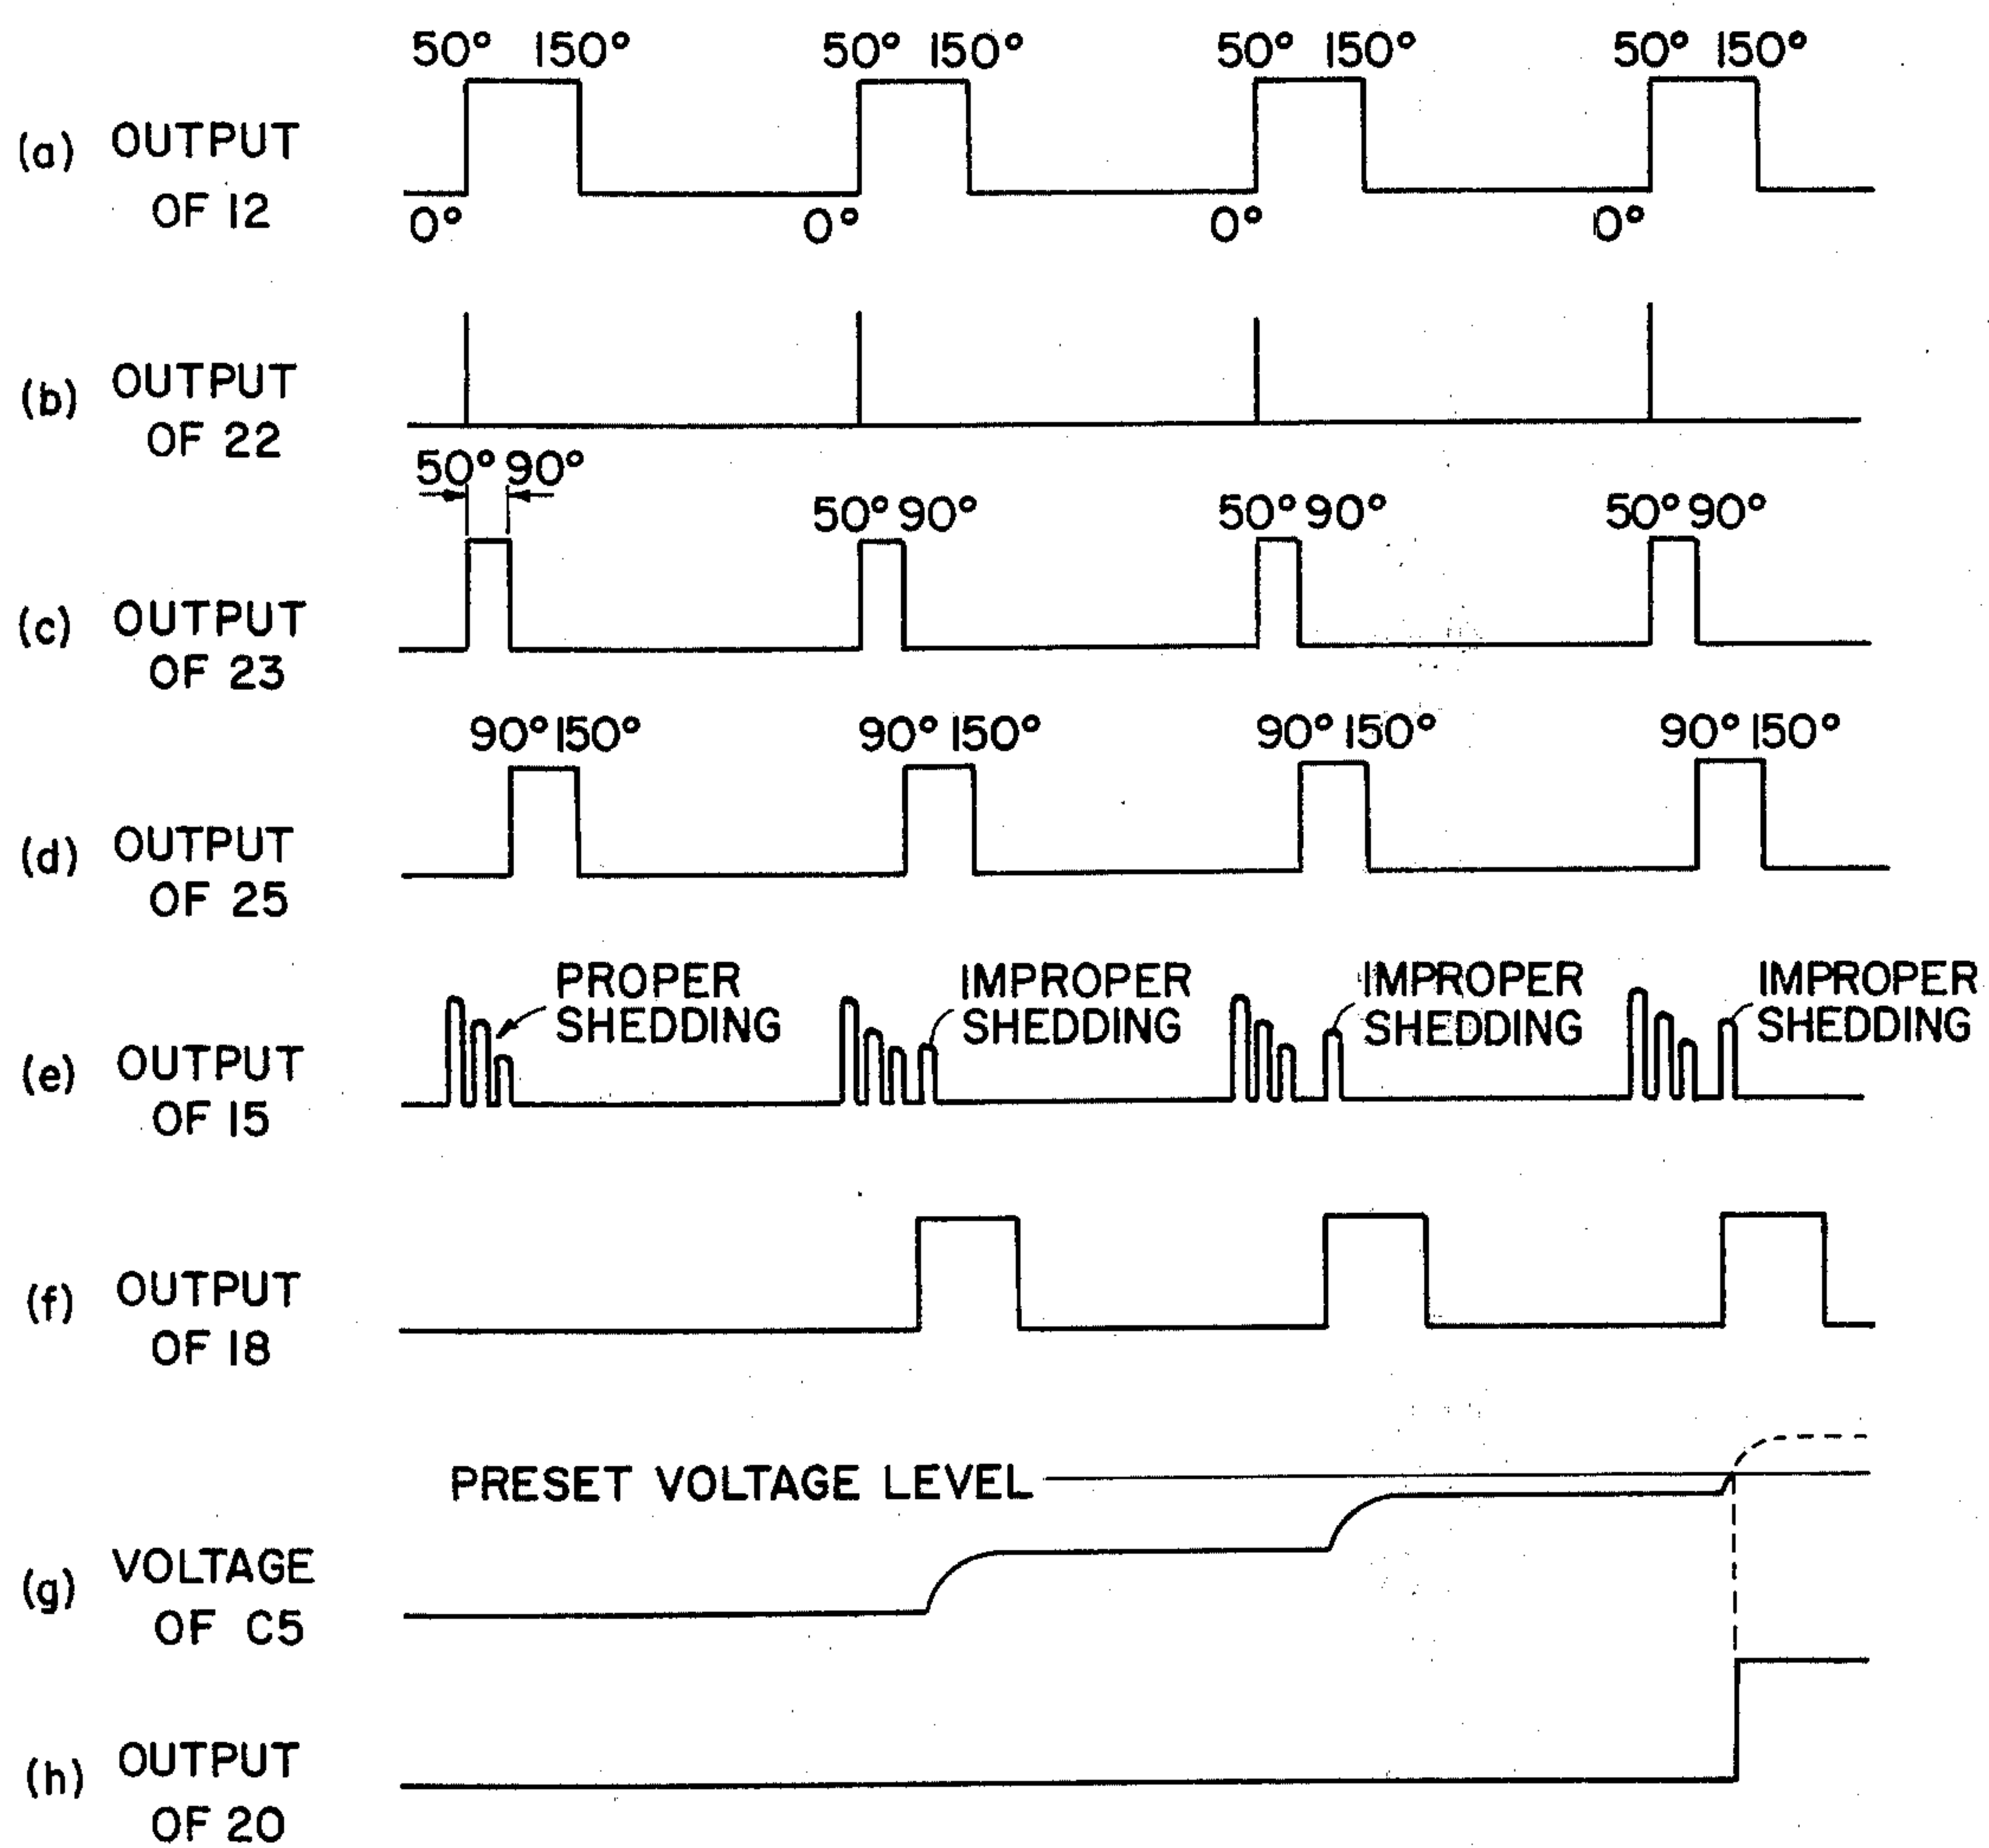 50° 150° 50° 150° 50° 150° 50° 150°
(a) OUTPUT
OF 12
0° 0° 0° 0°
(b) OUTPUT
OF 22
50° 90°
50° 90° 50° 90° 50° 90°
(c) OUTPUT
OF 23
90° 150° 90° 150° 90° 150° 90° 150°
(d) OUTPUT
OF 25
PROPER
SHEDDING
IMPROPER
SHEDDING
IMPROPER
SHEDDING
IMPROPER
SHEDDING
(e) OUTPUT
OF 15
(f) OUTPUT
OF 18
PRESET VOLTAGE LEVEL
(g) VOLTAGE
OF C5
(h) OUTPUT
OF 20